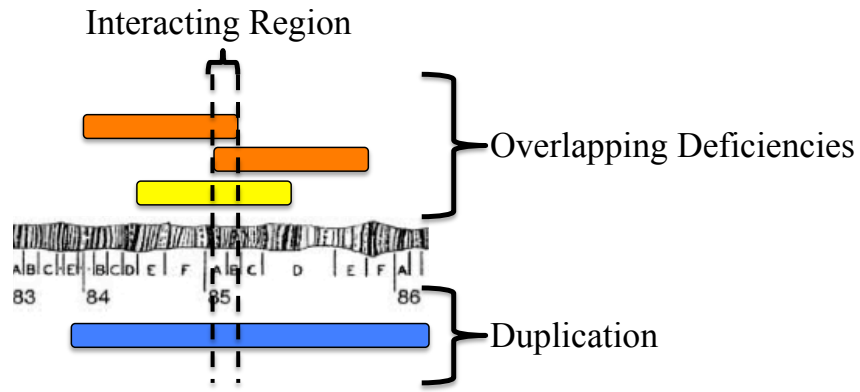 Interacting Region
Overlapping Deficiencies
A B C E B C D E F A B C D E F A
83 84 85 86
Duplication